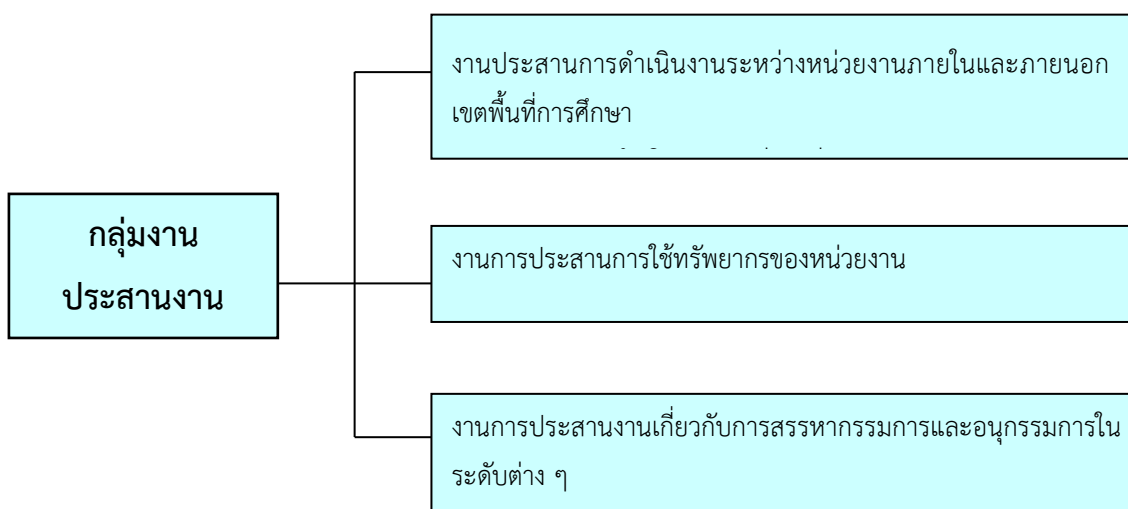 งานประสานการดำเนินงานระหว่างหน่วยงานภายในและภายนอก
เขตพื้นที่การศึกษา
กลุ่มงาน
ประสานงาน
งานการประสานการใช้ทรัพยากรของหน่วยงาน
งานการประสานงานเกี่ยวกับการสรรหากรรมการและอนุกรรมการใน
ระดับต่าง ๆ